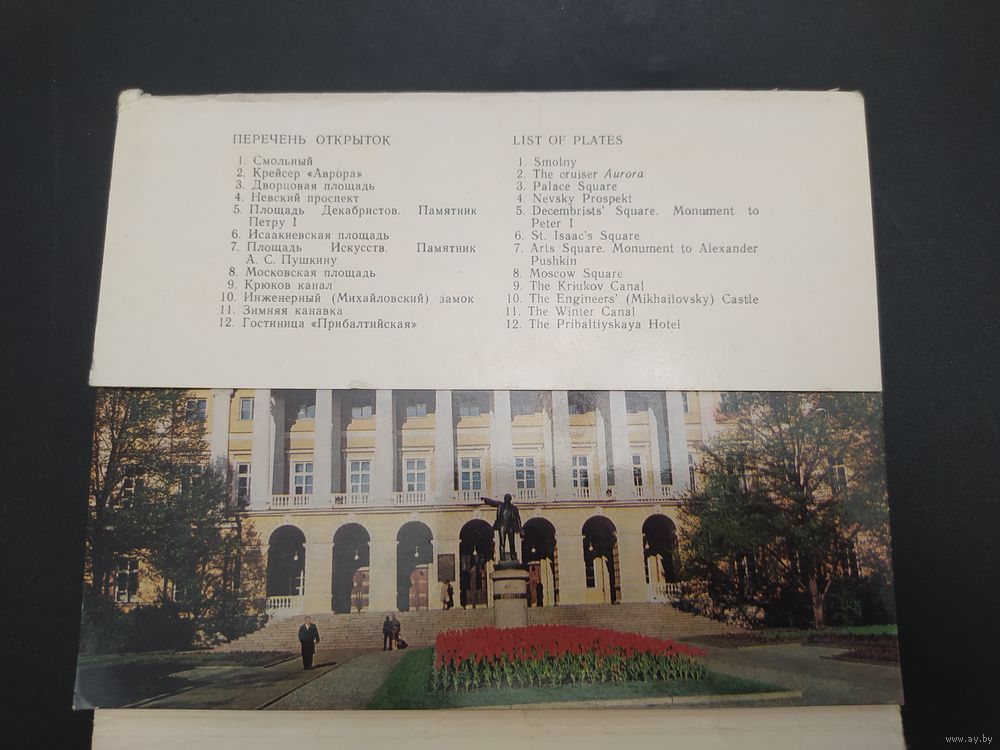 ПЕРЕЧЕНЬ ОТКРЫТОК
1. Смольный
2. Крейсер «Аврора»
3. Дворцовая площадь
4. Невский проспект
5. Площадь Декабристов. Памятник
Петру I
6. Исаакиевская площадь
7. Площадь Искусств. Памятник
А. С. Пушкину
8. Московская площадь
9. Крюков канал
10. Инженерный (Михайловский) замок
11. Зимняя канавка
12. Гостиница «Прибалтийская»
LIST OF PLATES
1. Smolny
2. The cruiser Aurora
3. Palace Square
4. Nevsky Prospekt
5. Decembrists' Square. Monument to
Peter I
6. St. Isaac's Square
7. Arts Square. Monument to Alexander
Pushkin
8. Moscow Square
9. The Kriukov Canal
10. The Engineers' (Mikhailovsky) Castle
11. The Winter Canal
12. The Pribaltiyskaya Hotel
www.ay.by